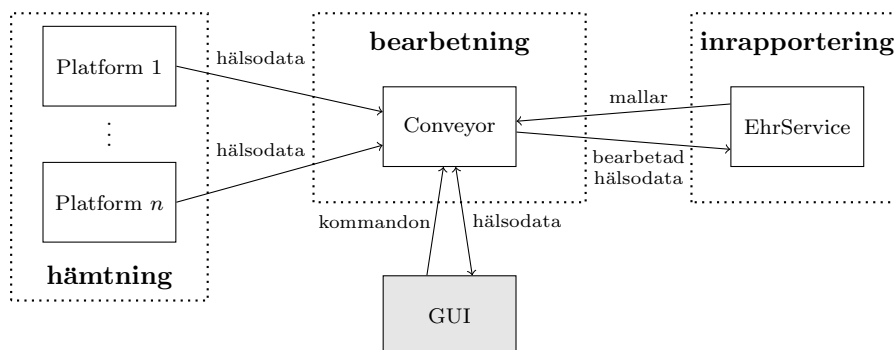 Platform 1
⋮
Platform n
hämtning
hälsodata
hälsodata
bearbetning
Conveyor
kommandon
hälsodata
GUI
mallar
bearbetad
hälsodata
inrapportering
EhrService